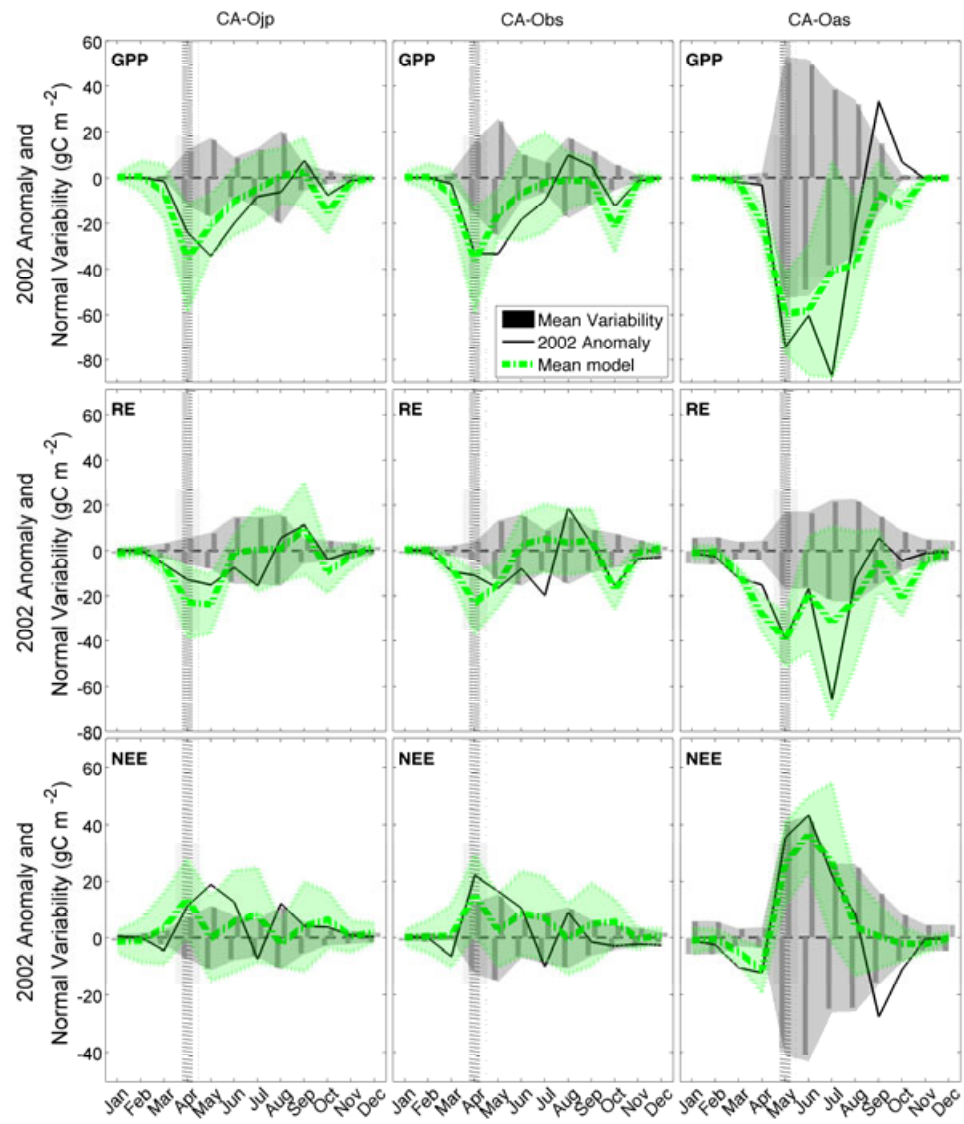 CA-Ojp CA-Obs CA-Oas
2002 Anomaly and
Normal Variability (gC m -2)
60
40
20
0
-20
-40
-60
-80
GPP
GPP
GPP
Mean Variability
2002 Anomaly
Mean model
2002 Anomaly and
Normal Variability (gC m -2)
60
40
20
0
-20
-40
-60
-80
RE
RE
RE
2002 Anomaly and
Normal Variability (gC m -2)
60
40
20
0
-20
-40
NEE
NEE
NEE
Jan Feb Mar Apr May Jun Jul Aug Sep Oct Nov Dec
Jan Feb Mar Apr May Jun Jul Aug Sep Oct Nov Dec
Jan Feb Mar Apr May Jun Jul Aug Sep Oct Nov Dec